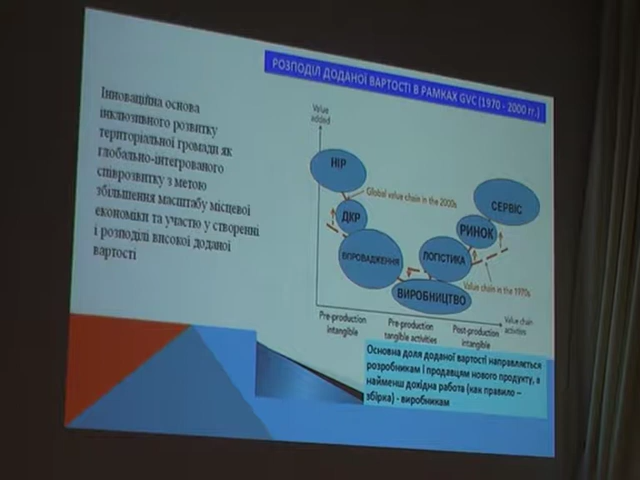 РОЗПОДІЛ ДОДАНОЇ ВАРТОСТІ В РАМКАХ GVC (1970 - 2000 гг.)
Інноваційна основа
інклюзивного розвитку
територіальної громади як
глобально-інтегрованого
співрозвитку з метою
збільшення масштабу місцевої
економіки та участю у створенні
і розподілі високої доданої
вартості
Value
added
НІР
Global value chain in the 2000s
ДКР
ВПРОВАДЖЕННЯ
ВИРОБНИЦТВО
ЛОГІСТИКА
РИНОК
СЕРВІС
Value chain in the 1970s
Value chain
activities
Pre-production
intangible
Pre-production
tangible activities
Post-production
intangible
Основна доля доданої вартості направляється
розробникам і продавцям нового продукту, а
найменш дохідна работа (как правило –
збірка) - виробникам